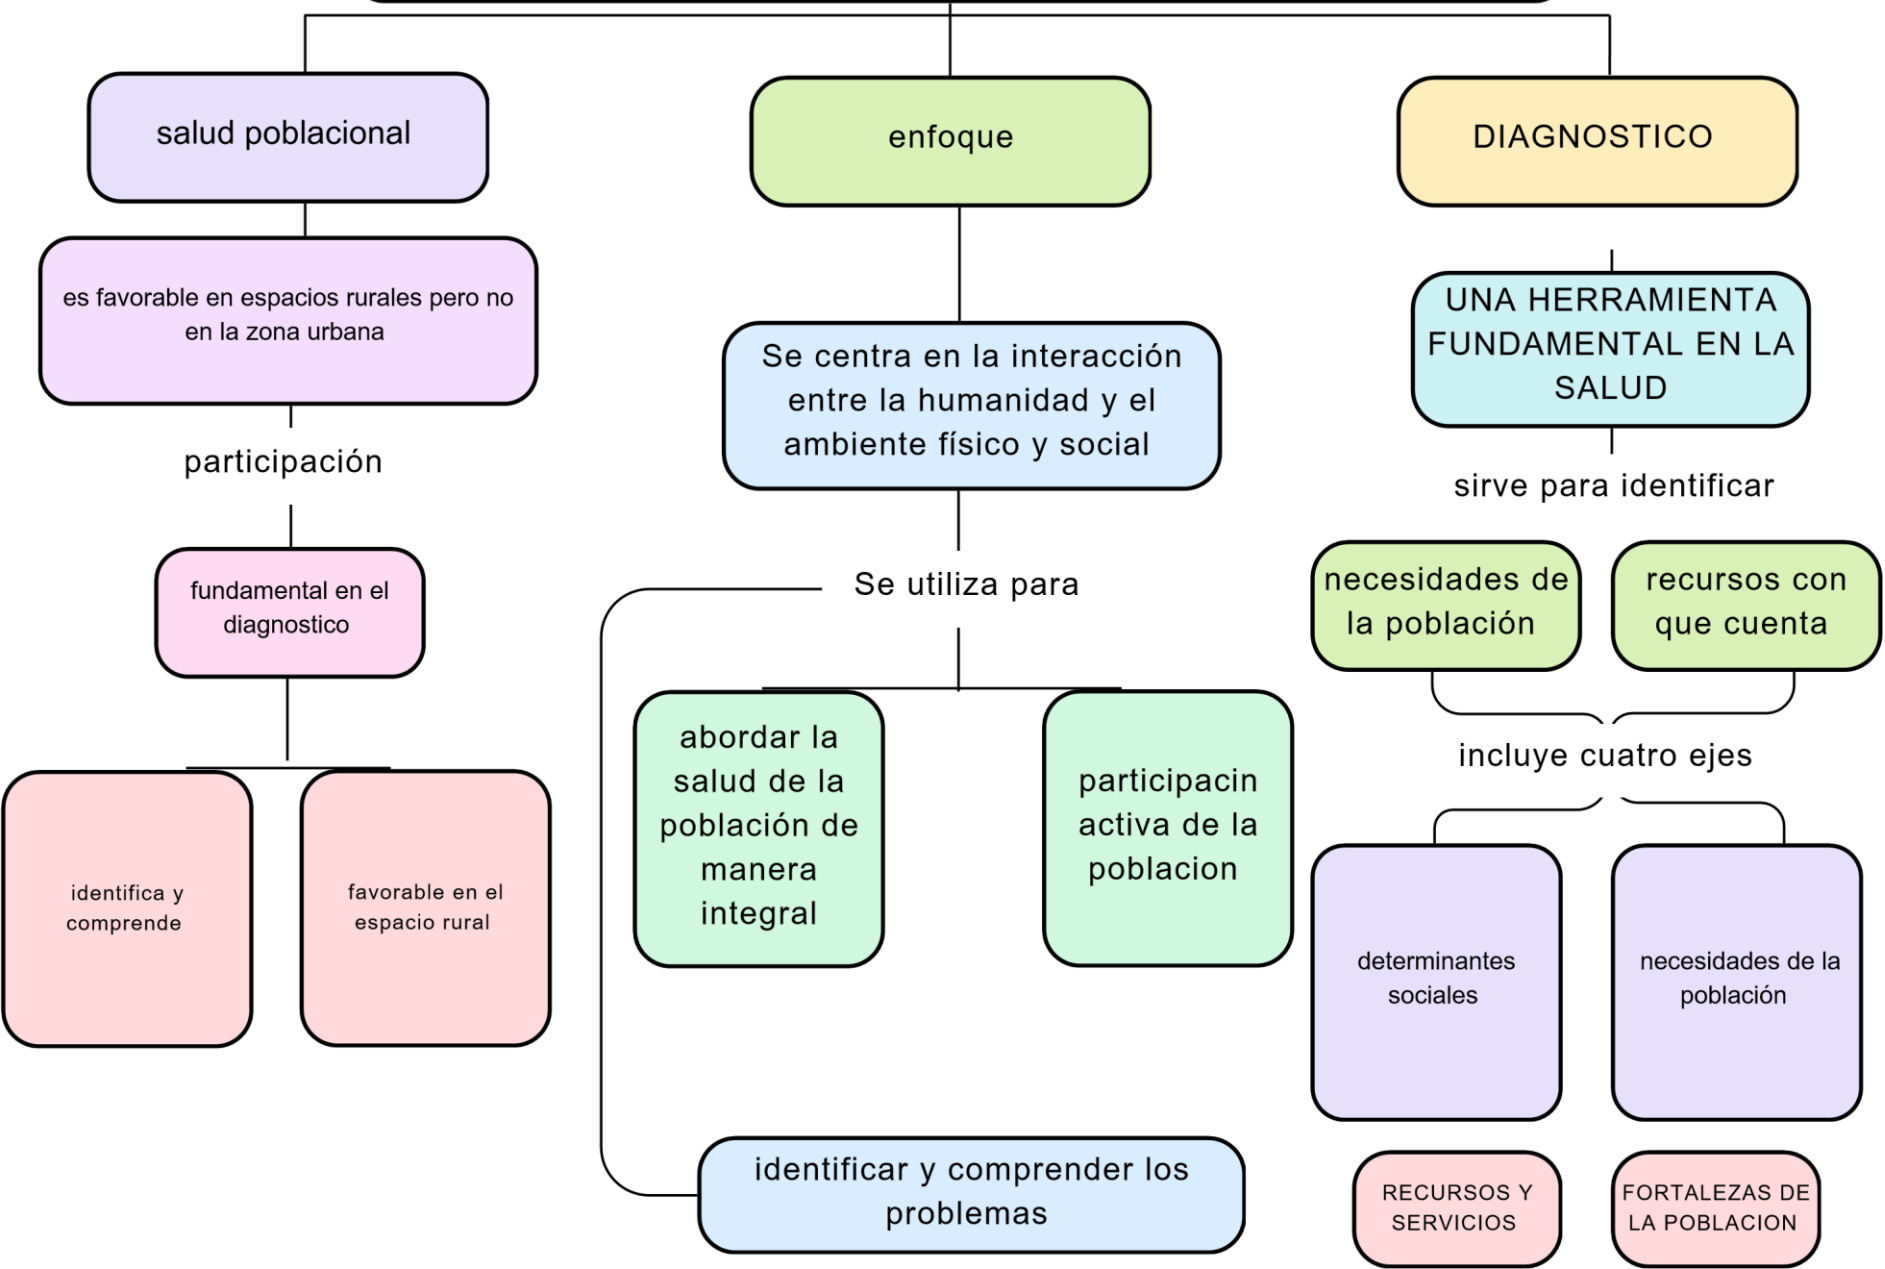 salud poblacional
enfoque
DIAGNOSTICO
es favorable en espacios rurales pero no
en la zona urbana
Se centra en la interacción
entre la humanidad y el
ambiente físico y social
UNA HERRAMIENTA
FUNDAMENTAL EN LA
SALUD
participación
sirve para identificar
fundamental en el
diagnostico
Se utiliza para
necesidades de
la población
recursos con
que cuenta
identifica y
comprende
favorable en el
espacio rural
abordar la
salud de la
población de
manera
integral
participacin
activa de la
poblacion
incluye cuatro ejes
determinantes
sociales
necesidades de la
población
identificar y comprender los
problemas
RECURSOS Y
SERVICIOS
FORTALEZAS DE
LA POBLACION